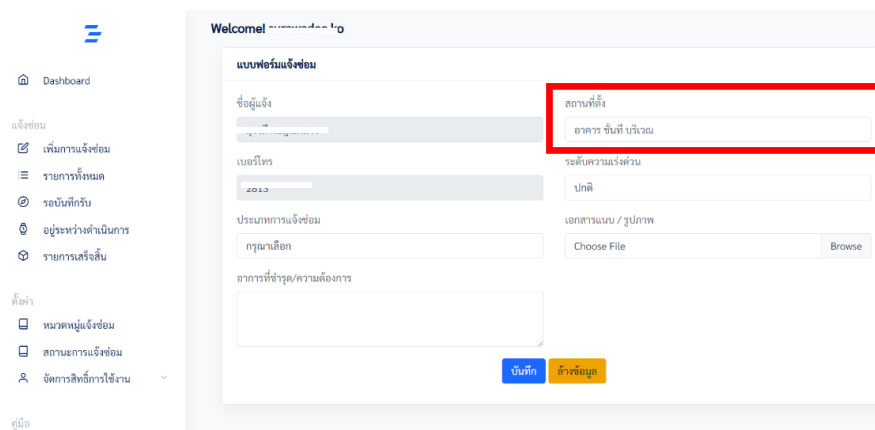 Welcome!
Dashboard
แจ้งซ่อม
เพิ่มการแจ้งซ่อม
รายการทั้งหมด
รอบันทึกรับ
อยู่ระหว่างดำเนินการ
รายการเสร็จสิ้น
ตั้งค่า
หมวดหมู่แจ้งซ่อม
สถานะการแจ้งซ่อม
จัดการสิทธิ์การใช้งาน
คู่มือ
แบบฟอร์มแจ้งซ่อม
ชื่อผู้แจ้ง
สถานที่ตั้ง
อาคาร ชั้นที่ บริเวณ
เบอร์โทร
ระดับความเร่งด่วน
ปกติ
ประเภทการแจ้งซ่อม
เอกสารแนบ / รูปภาพ
กรุณาเลือก
Choose File Browse
อาการที่ชำรุด/ความต้องการ
บันทึก ล้างข้อมูล